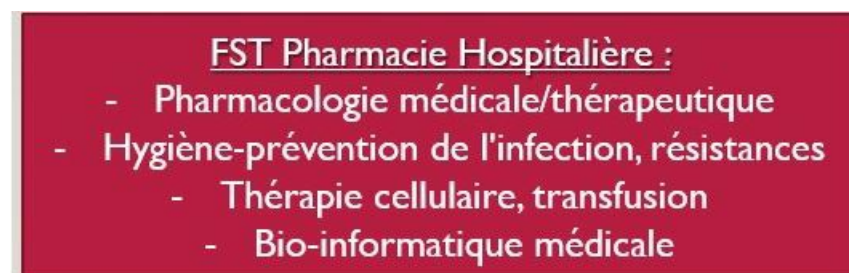 FST Pharmacie Hospitalière :
- Pharmacologie médicale/thérapeutique
- Hygiène-prévention de l'infection, résistances
- Thérapie cellulaire, transfusion
- Bio-informatique médicale